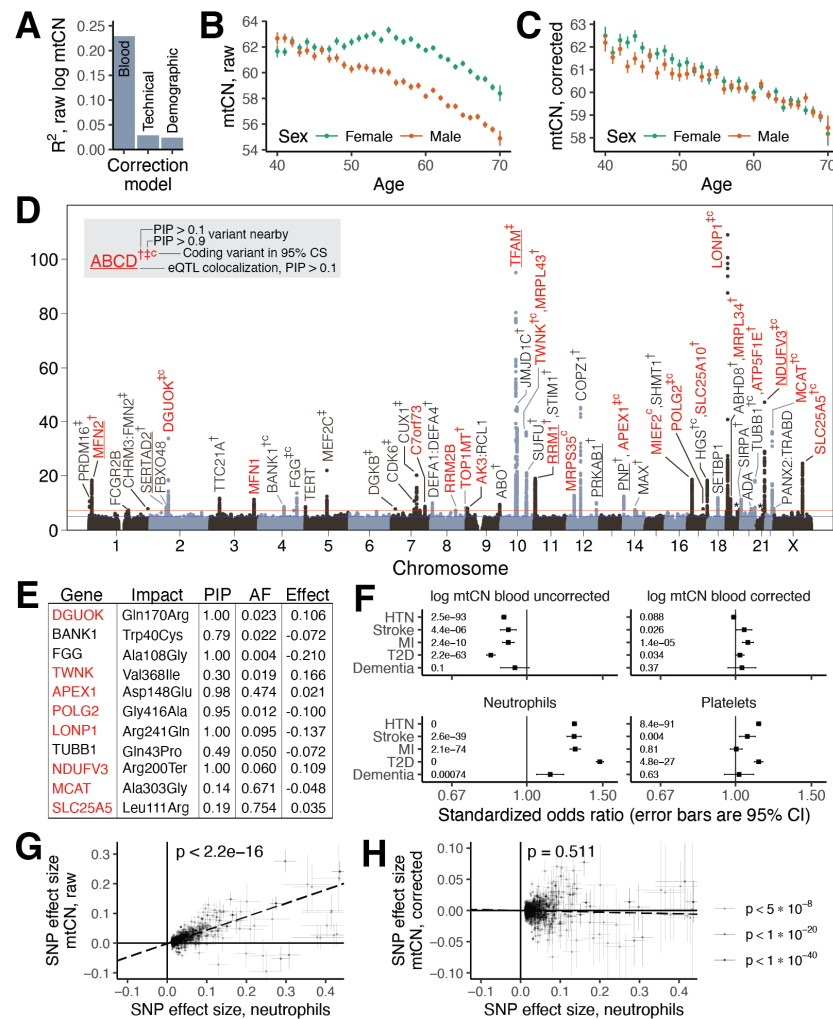 A
R², raw log mtCN
0.25
0.20
0.15
0.10
0.05
0.00
Blood
Technical
Demographic
Correction
model
B
mtCN, raw
64
62
60
58
56
54
Sex Female Male
40 50 60 70
Age
C
mtCN, corrected
63
62
61
60
59
58
Sex Female Male
40 50 60 70
Age
D
PIP > 0.1
PIP > 0.9
variant nearby
ABCD†‡c
Coding variant in 95% CS
eQTL colocalization, PIP > 0.1
100
80
60
40
20
0
PRDM16‡†
MFN2†
FCGR2B
CHRM3:FMN2†
SERTAD2†
FBXO48
DGUOK‡c
TTC21A†
MFN1
BANK1†c
FGG‡c
TERT
MEF2C‡
DGKB†
CDK6†
CUX1†
C7orf73
DEFA1:DEFA4†
RRM2B
TOP1MT†
AK3:RCL1
ABO†
TFAM‡
JMJD1C†
TWNK†c,MRPL43†
SUFU†
RRM1†,STIM1†
MRPS35c
COPZ1†
PRKAB1†
PNP†, APEX1‡c
MAX†
MIEF2c,SHMT1†
POLG2‡c
HGS†,SLC25A10†
SETBP1
LONP1‡c
ABHD8†,MRPL34†
*
ADA
SIRPA†
TUBB1†c
*
ATP5F1E†
NDUFV3‡c
PANX2:TRABD
MCAT†c
SLC25A5†c
1 2 3 4 5 6 7 8 9 10 11 12 14 16 18 21 X
Chromosome
E
Gene Impact PIP AF Effect
DGUOK Gln170Arg 1.00 0.023 0.106
BANK1 Trp40Cys 0.79 0.022 -0.072
FGG Ala108Gly 1.00 0.004 -0.210
TWNK Val368Ile 0.30 0.019 0.166
APEX1 Asp148Glu 0.98 0.474 0.021
POLG2 Gly416Ala 0.95 0.012 -0.100
LONP1 Arg241Gln 1.00 0.095 -0.137
TUBB1 Gln43Pro 0.49 0.050 -0.072
NDUFV3 Arg200Ter 1.00 0.060 0.109
MCAT Ala303Gly 0.14 0.671 -0.048
SLC25A5 Leu111Arg 0.19 0.754 0.035
F
log mtCN blood uncorrected
HTN 2.5e-93
Stroke 4.4e-06
MI 2.4e-10
T2D 2.2e-63
Dementia 0.1
log mtCN blood corrected
0.088
0.026
1.4e-05
0.034
0.37
Neutrophils
HTN 0
Stroke 2.6e-39
MI 2.1e-74
T2D 0
Dementia 0.00074
Platelets
8.4e-91
0.004
0.81
4.8e-27
0.63
0.67 1.00 1.50
0.67 1.00 1.50
Standardized odds ratio (error bars are 95% CI)
G
SNP effect size
mtCN, raw
p < 2.2e-16
0.3
0.2
0.1
0.0
−0.1
−0.1 0.0 0.1 0.2 0.3 0.4
SNP effect size, neutrophils
H
SNP effect size
mtCN, corrected
p = 0.511
0.10
0.05
0.00
−0.05
−0.10
−0.1 0.0 0.1 0.2 0.3 0.4
SNP effect size, neutrophils
p < 5 * 10⁻⁸
p < 1 * 10⁻²⁰
p < 1 * 10⁻⁴⁰